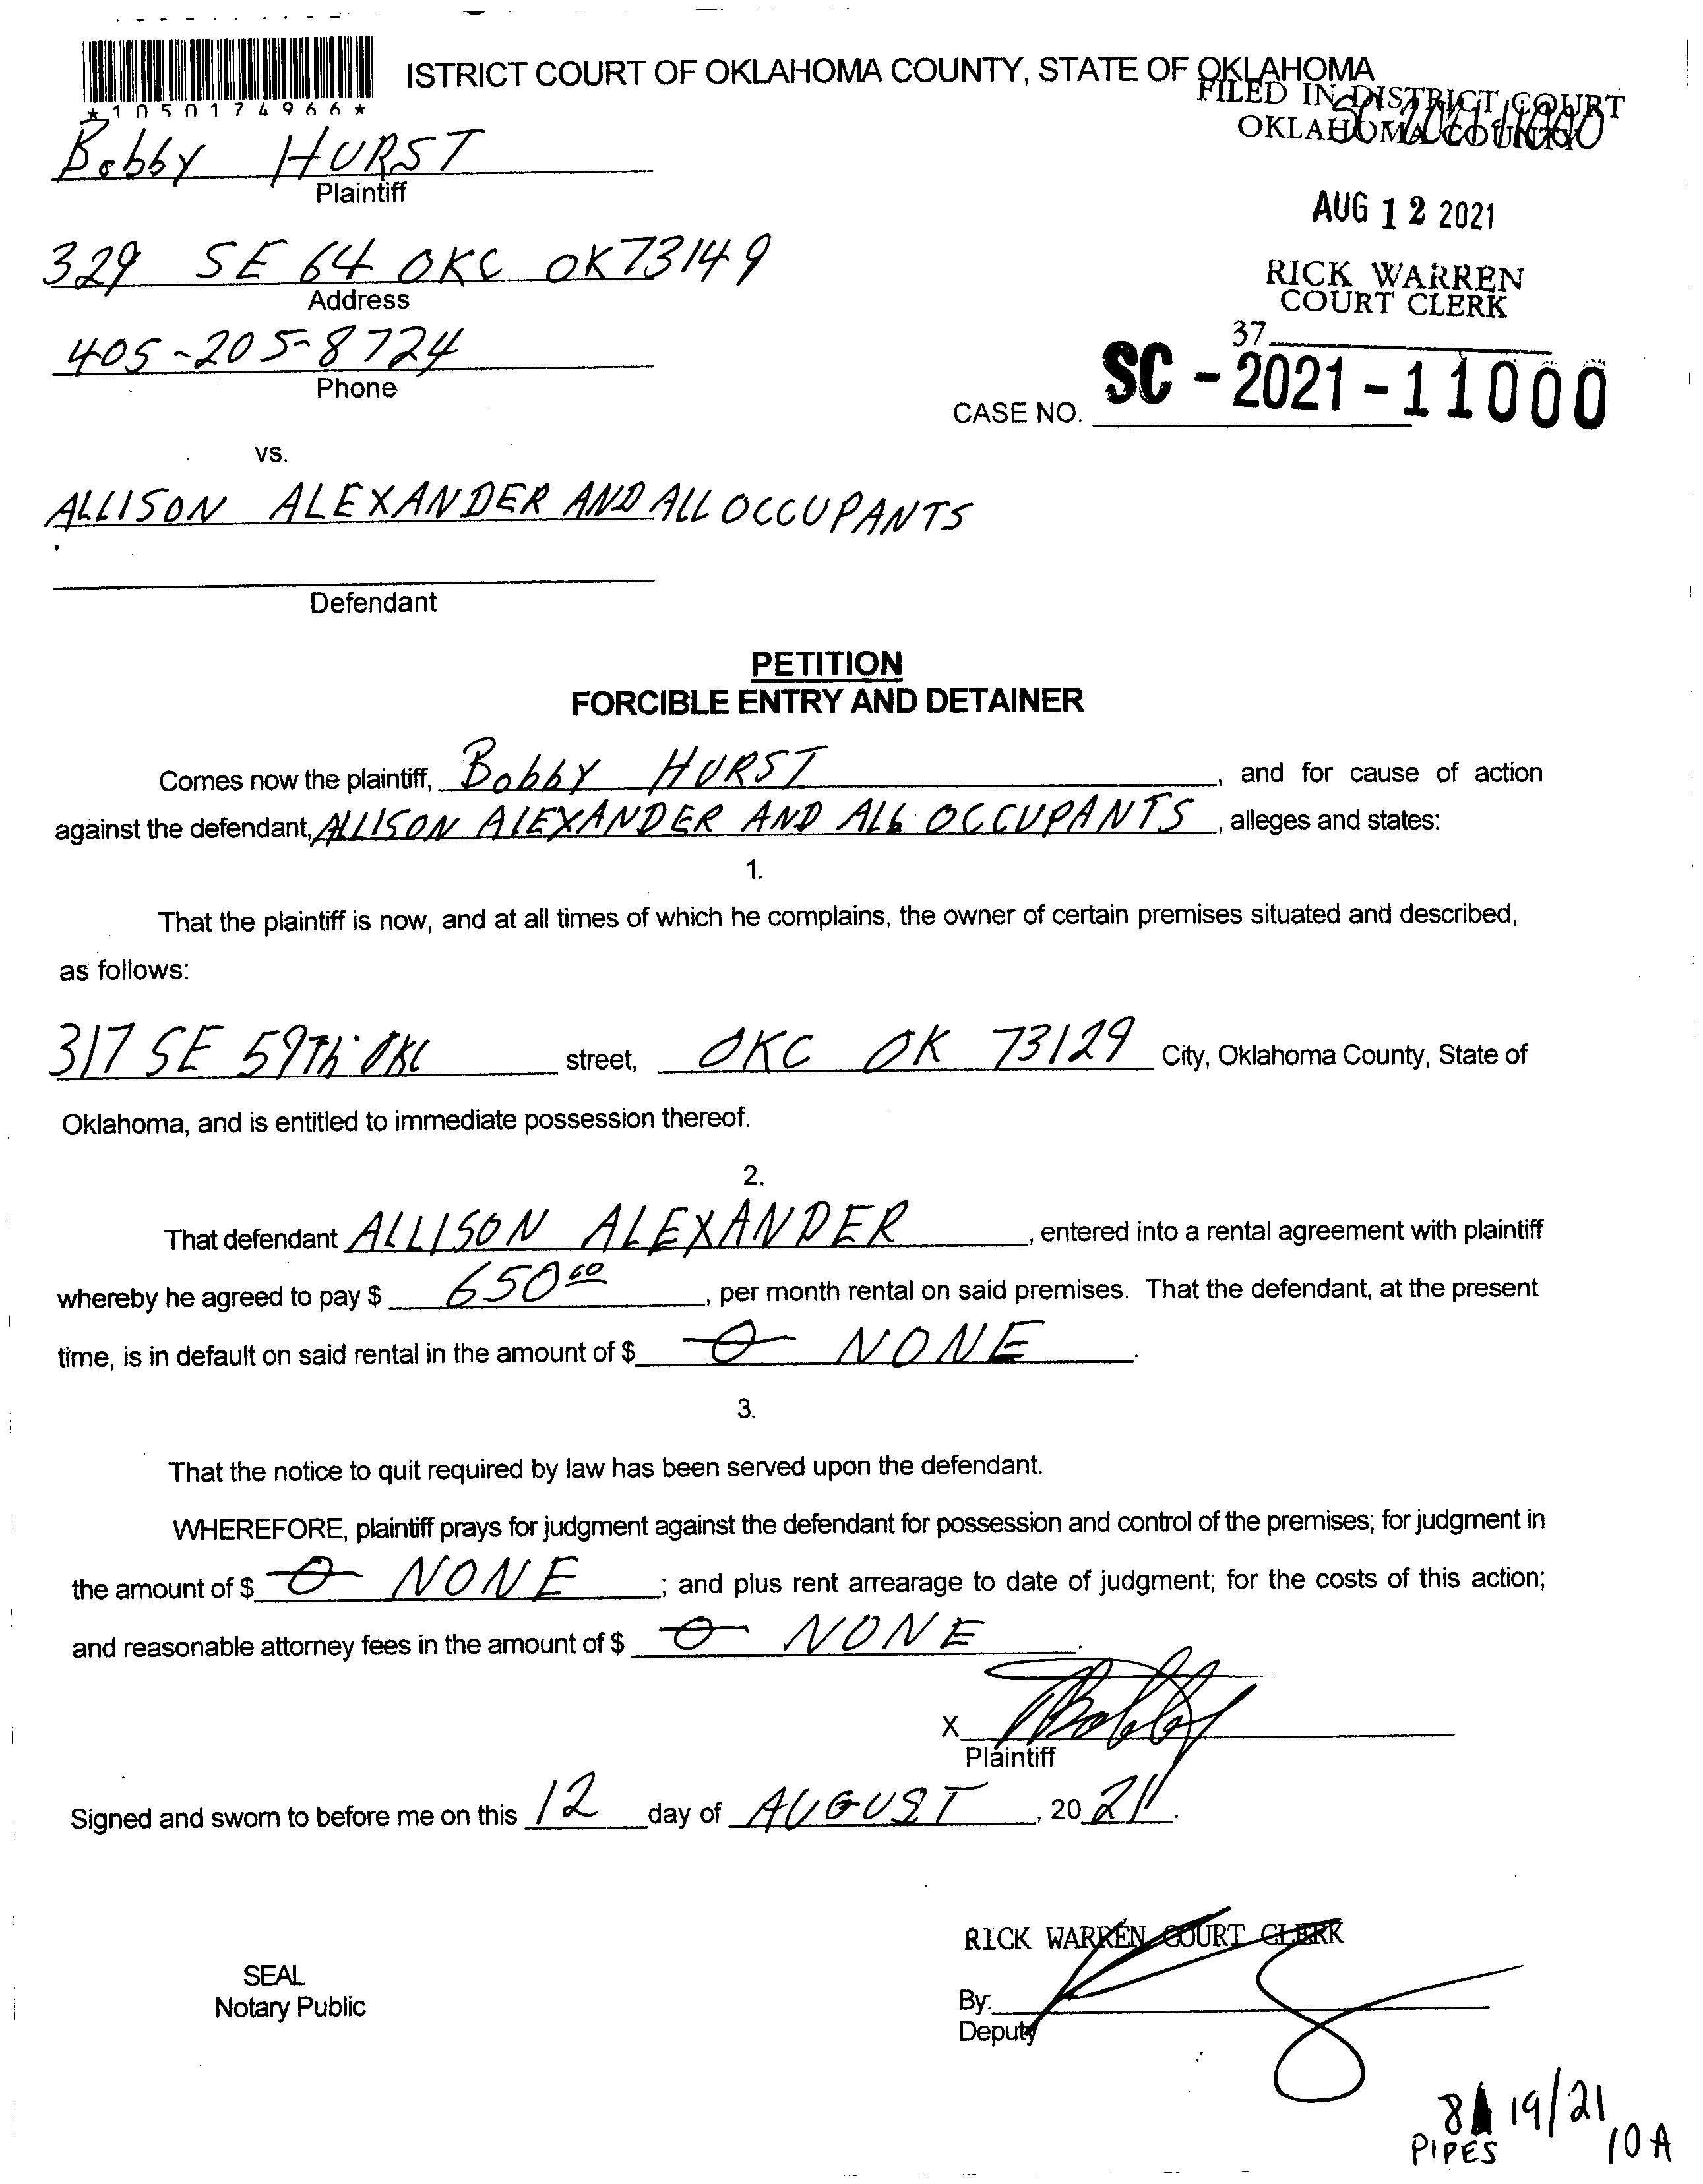 ISTRICT COURT OF OKLAHOMA COUNTY, STATE OF OKLAHOMA
*1050174966*
FILED IN DISTRICT COURT
OKLAHOMA COUNTY
SC-2021-11000
Bobby HURST
Plaintiff
AUG 12 2021
329 SE 64 OKC OK 73149
Address
RICK WARREN
COURT CLERK
405-205-8724
Phone
37
CASE NO. SC-2021-11000
vs.
ALLISON ALEXANDER AND ALL OCCUPANTS
Defendant
PETITION
FORCIBLE ENTRY AND DETAINER
Comes now the plaintiff, Bobby HURST, and for cause of action
against the defendant, ALLISON ALEXANDER AND ALL OCCUPANTS, alleges and states:
1.
That the plaintiff is now, and at all times of which he complains, the owner of certain premises situated and described,
as follows:
317 SE 59Th OKC street, OKC OK 73129 City, Oklahoma County, State of
Oklahoma, and is entitled to immediate possession thereof.
2.
That defendant ALLISON ALEXANDER, entered into a rental agreement with plaintiff
whereby he agreed to pay $ 650.00, per month rental on said premises. That the defendant, at the present
time, is in default on said rental in the amount of $ 0 NONE.
3.
That the notice to quit required by law has been served upon the defendant.
WHEREFORE, plaintiff prays for judgment against the defendant for possession and control of the premises; for judgment in
the amount of $ 0 NONE; and plus rent arrearage to date of judgment; for the costs of this action;
and reasonable attorney fees in the amount of $ 0 NONE.
X Bobby
Plaintiff
Signed and sworn to before me on this 12 day of AUGUST, 2021.
RICK WARREN COURT CLERK
SEAL
Notary Public
By:
Deputy
8 19/21
PIPES 10A